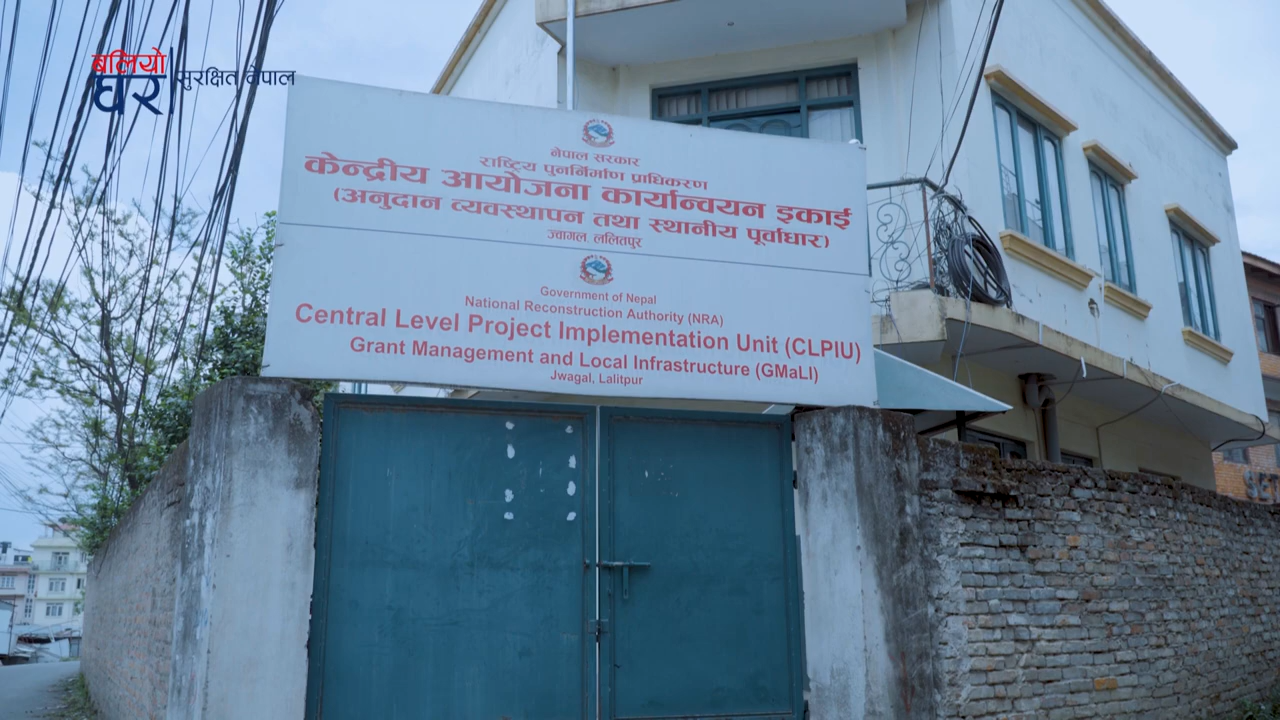 बलियो
घर
सुरक्षित नेपाल
नेपाल सरकार
राष्ट्रिय पुनर्निर्माण प्राधिकरण
केन्द्रीय आयोजना कार्यान्वयन इकाई
(अनुदान व्यवस्थापन तथा स्थानीय पूर्वाधार)
ज्वागल, ललितपुर
Government of Nepal
National Reconstruction Authority (NRA)
Central Level Project Implementation Unit (CLPIU)
Grant Management and Local Infrastructure (GMaLI)
Jwagal, Lalitpur